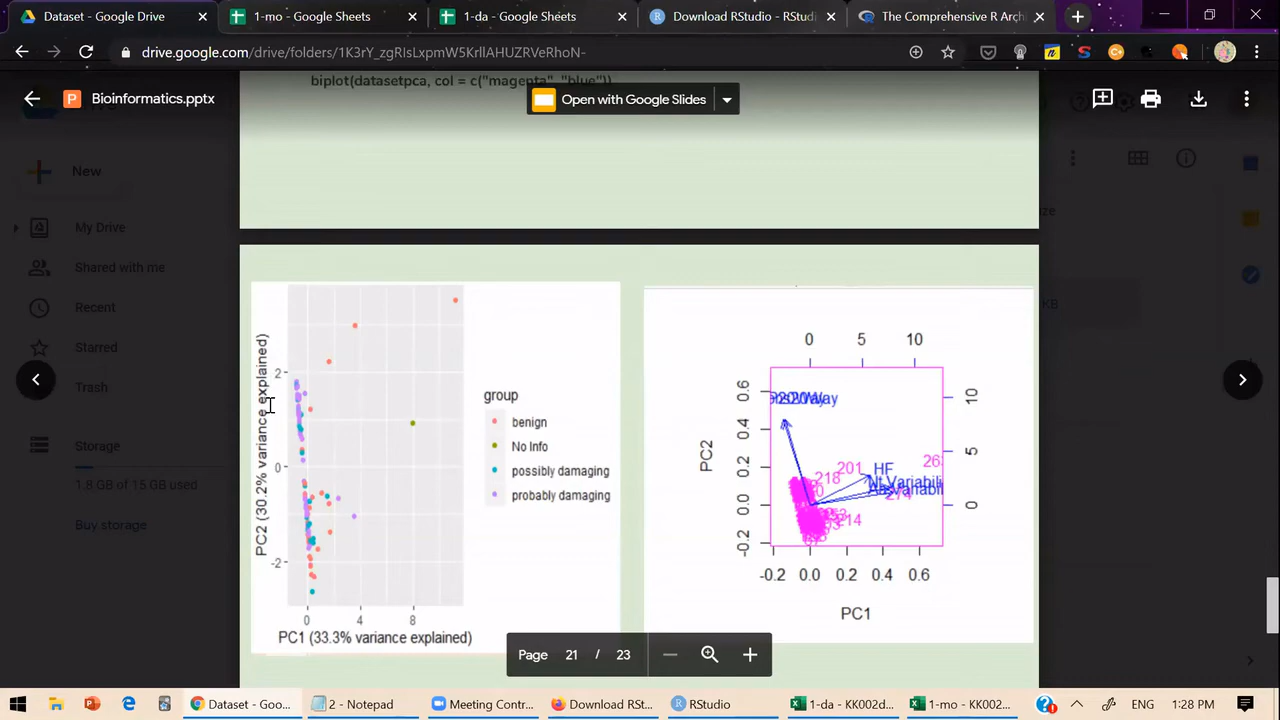 Dataset - Google Drive
1-mo - Google Sheets
1-da - Google Sheets
Download RStudio - RStudi
The Comprehensive R Archi
drive.google.com/drive/folders/1K3rY_zgRlsLxpmW5KrllAHUZRVeRhoN-
biplot(datasetpca, col = c("magenta", "blue"))
Bioinformatics.pptx
Open with Google Slides
New
My Drive
Shared with me
Recent
Starred
Trash
Storage
1.8 GB of 15 GB used
Buy storage
PC2 (30.2% variance explained)
2
0
-2
0 4 8
PC1 (33.3% variance explained)
group
benign
No Info
possibly damaging
probably damaging
0 5 10
PC2
0.6
0.4
0.2
0.0
-0.2
10
5
0
HF
201
218
214
-0.2 0.0 0.2 0.4 0.6
PC1
Page 21 / 23
Dataset - Goo...
2 - Notepad
Meeting Contr...
Download RSt...
RStudio
1-da - KK002d...
1-mo - KK002...
ENG
1:28 PM